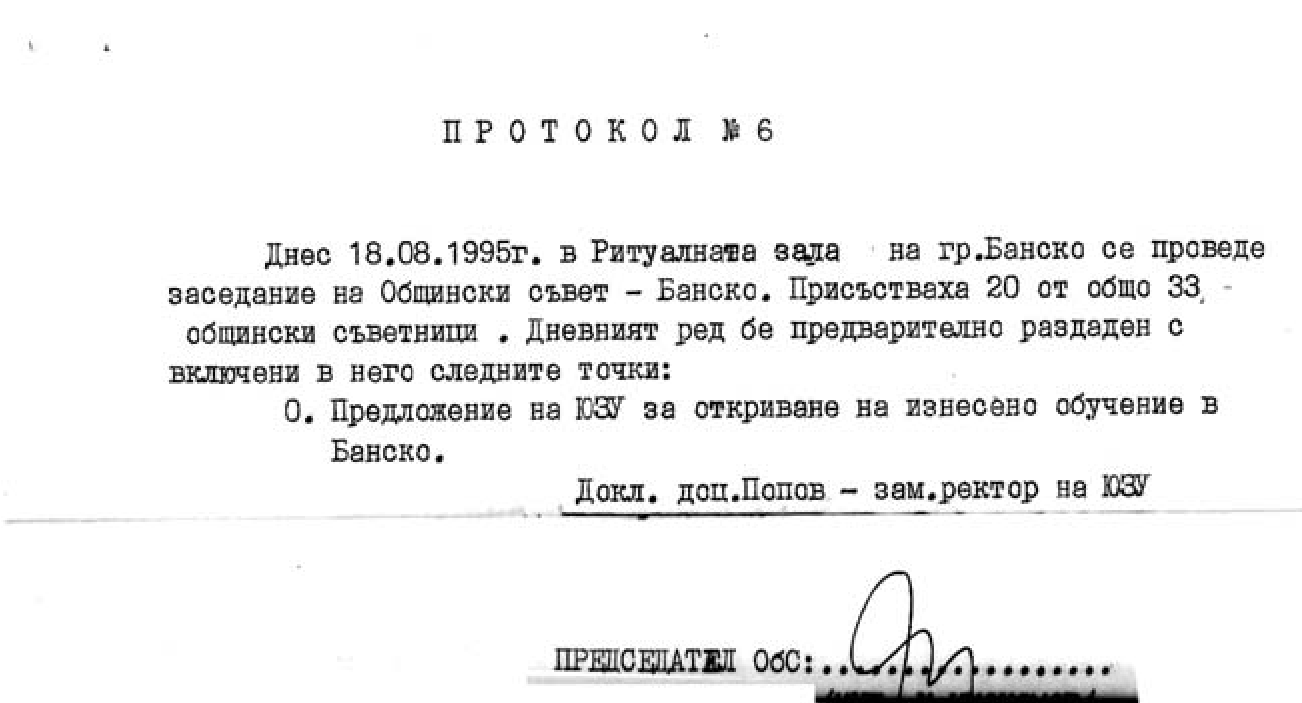 П Р О Т О К О Л № 6
Днес 18.08.1995г. в Ритуалната зала на гр.Банско се проведе
заседание на Общински съвет – Банско. Присъстваха 20 от общо 33
общински съветници . Дневният ред бе предварително раздаден с
включени в него следните точки:
0. Предложение на ЮЗУ за откриване на изнесено обучение в
Банско.
Докл. доц.Попов – зам.ректор на ЮЗУ
ПРЕДСЕДАТЕЛ ОбС:....................